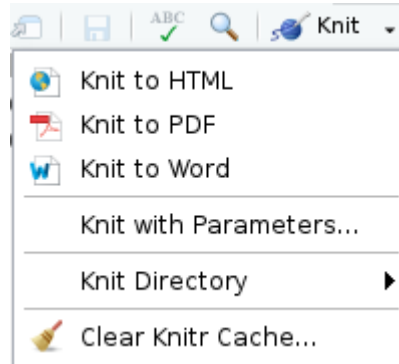 ABC
Knit
Knit to HTML
Knit to PDF
Knit to Word
Knit with Parameters...
Knit Directory
Clear Knitr Cache...